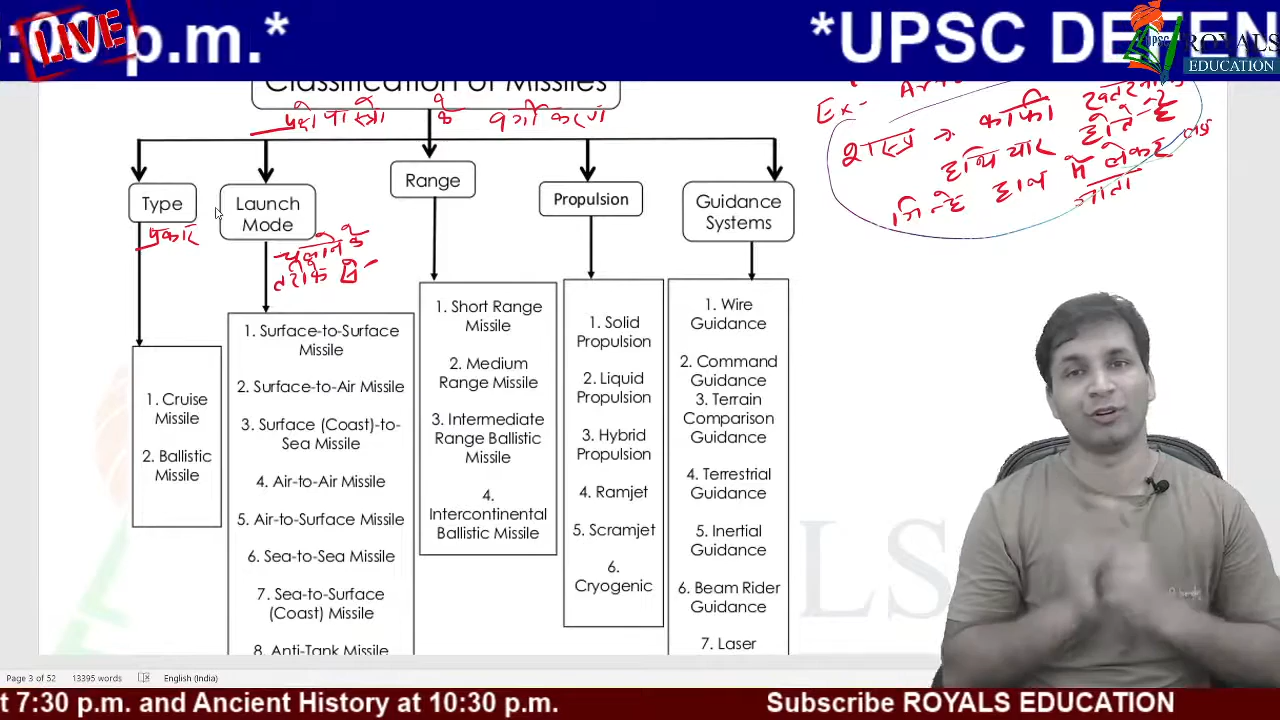 :00 p.m.*
LIVE
*UPSC DEFEN
UPSC
ROYALS
EDUCATION
Classification of Missiles
के वर्गीकरण
Ex-
शस्त्र → काफी
हथियार होते है
जिन्हे हाथ मे लेकर
जाता
Type
प्रकार
Launch
Mode
चलाने के
Range
Propulsion
Guidance
Systems
1. Cruise
Missile
2. Ballistic
Missile
1. Surface-to-Surface
Missile
2. Surface-to-Air Missile
3. Surface (Coast)-to-
Sea Missile
4. Air-to-Air Missile
5. Air-to-Surface Missile
6. Sea-to-Sea Missile
7. Sea-to-Surface
(Coast) Missile
8. Anti-Tank Missile
1. Short Range
Missile
2. Medium
Range Missile
3. Intermediate
Range Ballistic
Missile
4.
Intercontinental
Ballistic Missile
1. Solid
Propulsion
2. Liquid
Propulsion
3. Hybrid
Propulsion
4. Ramjet
5. Scramjet
6.
Cryogenic
1. Wire
Guidance
2. Command
Guidance
3. Terrain
Comparison
Guidance
4. Terrestrial
Guidance
5. Inertial
Guidance
6. Beam Rider
Guidance
7. Laser
LS
Page 3 of 52 13395 words English (India)
t 7:30 p.m. and Ancient History at 10:30 p.m.
Subscribe ROYALS EDUCATION